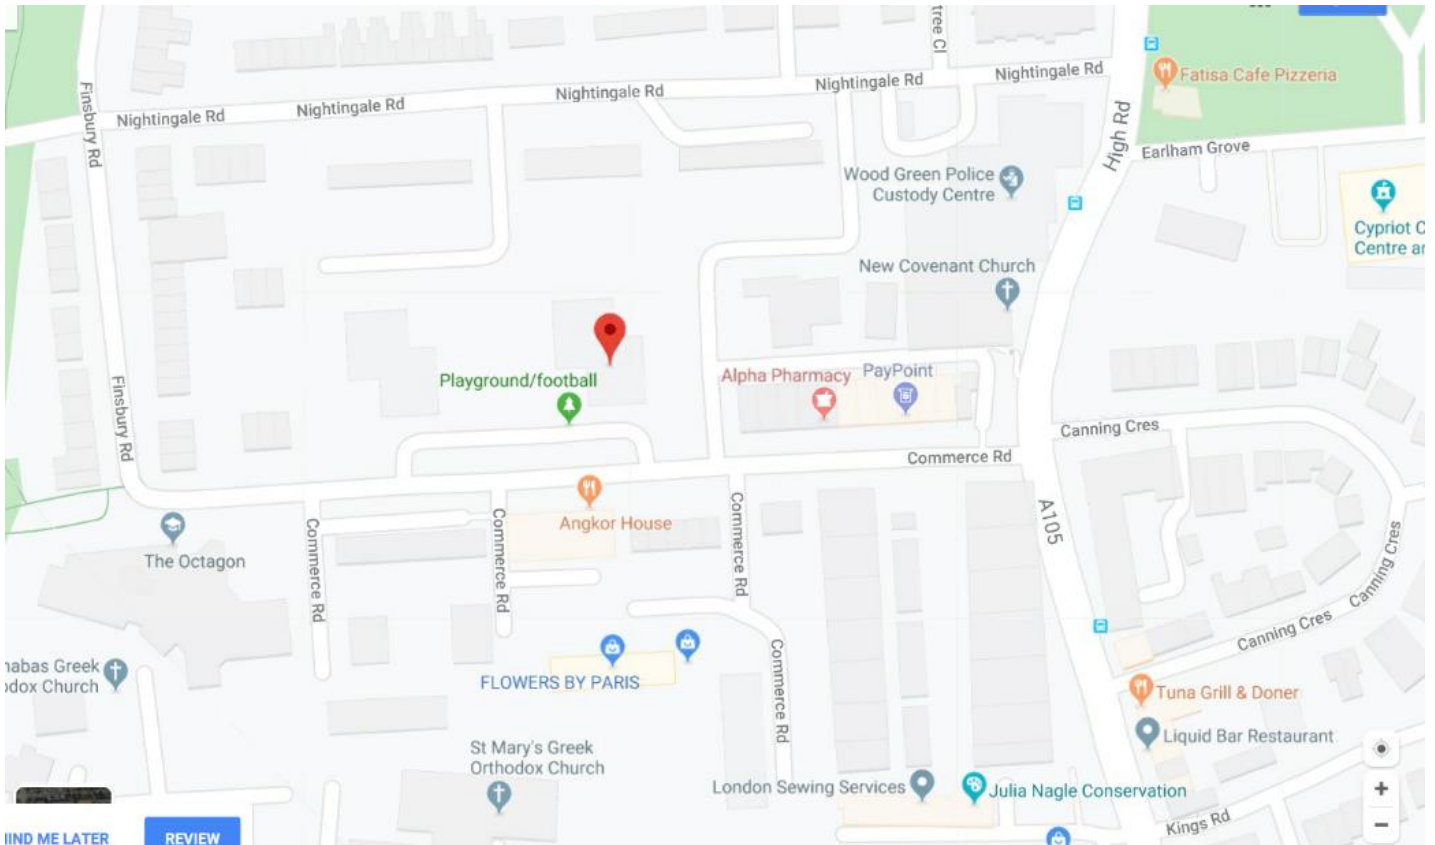 tree Cl
Nightingale Rd
Fatisa Cafe Pizzeria
Nightingale Rd
Nightingale Rd
Finsbury Rd
Nightingale Rd
Nightingale Rd
High Rd
Earlham Grove
Wood Green Police
Custody Centre
Cypriot C
Centre ar
New Covenant Church
Playground/football
Alpha Pharmacy
PayPoint
Finsbury Rd
Canning Cres
Commerce Rd
Angkor House
A105
The Octagon
Commerce Rd
Commerce Rd
Commerce Rd
Canning Cres
Canning Cres
nabas Greek
dox Church
FLOWERS BY PARIS
Commerce Rd
Tuna Grill & Doner
Liquid Bar Restaurant
St Mary's Greek
Orthodox Church
London Sewing Services
Julia Nagle Conservation
Kings Rd
IND ME LATER
REVIEW